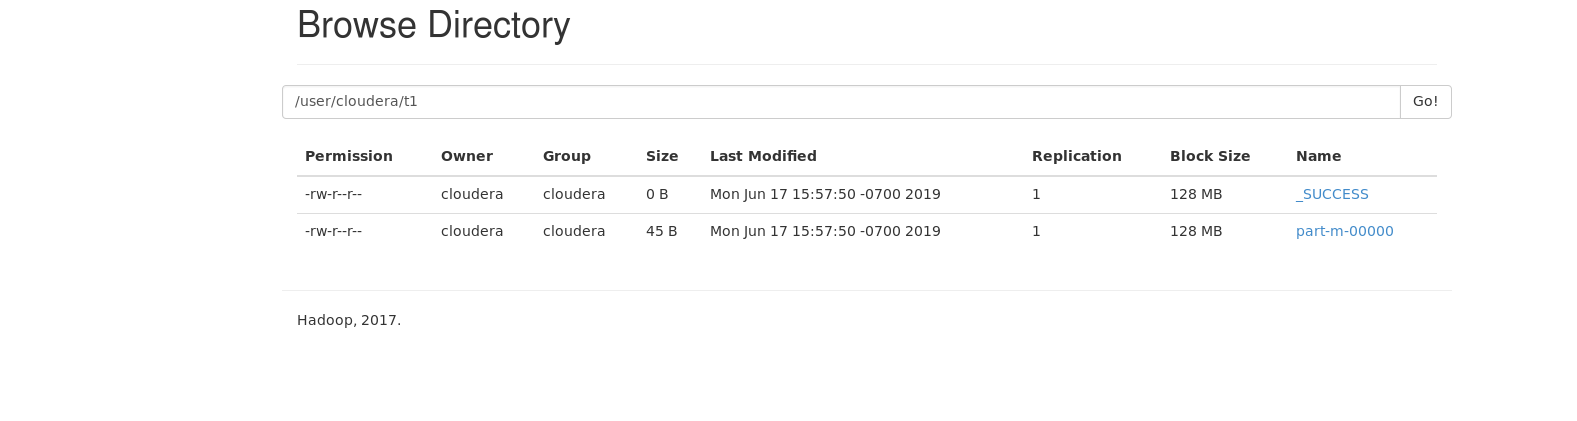 Browse Directory
/user/cloudera/t1 Go!
Permission Owner Group Size Last Modified Replication Block Size Name
-rw-r--r-- cloudera cloudera 0 B Mon Jun 17 15:57:50 -0700 2019 1 128 MB _SUCCESS
-rw-r--r-- cloudera cloudera 45 B Mon Jun 17 15:57:50 -0700 2019 1 128 MB part-m-00000
Hadoop, 2017.